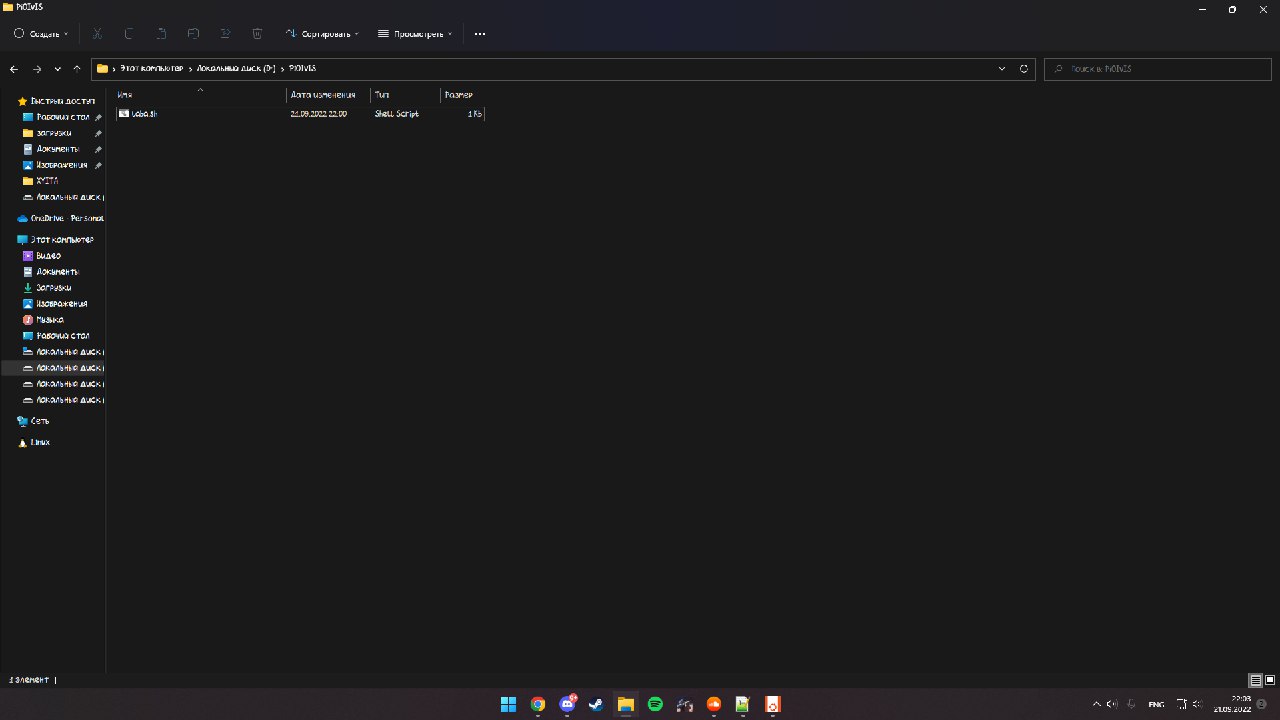 PiOIVIS
Создать
Сортировать
Просмотреть
Этот компьютер › Локальный диск (D:) › PIOIVIS
Поиск в: PiOIVIS
Имя Дата изменения Тип Размер
Laba.sh 21.09.2022 22:00 Shell Script 1 КБ
Быстрый доступ
Рабочий стол
Загрузки
Документы
Изображения
XYITA
Локальный диск (
OneDrive - Personal
Этот компьютер
Видео
Документы
Загрузки
Изображения
Музыка
Рабочий стол
Локальный диск (
Локальный диск (
Локальный диск (
Локальный диск (
Сеть
Linux
1 элемент
ENG
22:03
21.09.2022